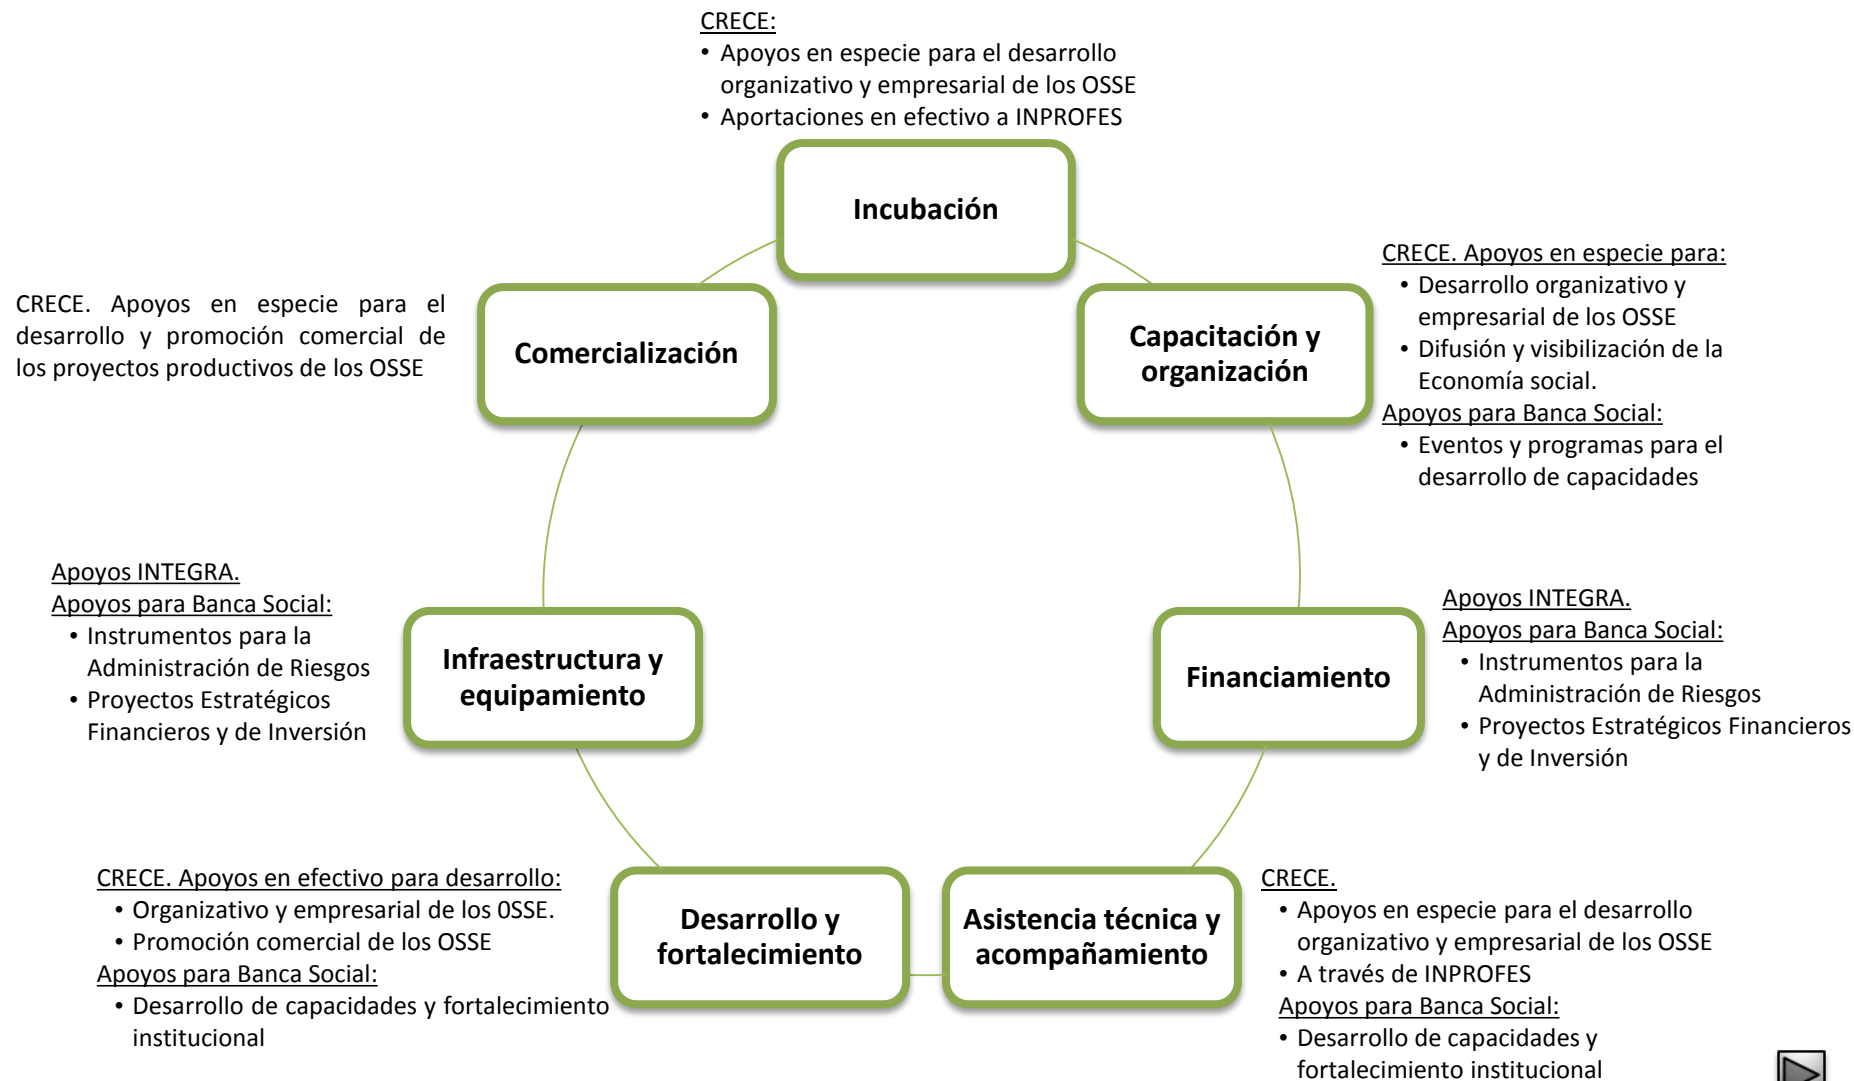 CRECE:
• Apoyos en especie para el desarrollo
organizativo y empresarial de los OSSE
• Aportaciones en efectivo a INPROFES
Incubación
CRECE. Apoyos en especie para:
• Desarrollo organizativo y
empresarial de los OSSE
• Difusión y visibilización de la
Economía social.
Apoyos para Banca Social:
• Eventos y programas para el
desarrollo de capacidades
Capacitación y
organización
Apoyos INTEGRA.
Apoyos para Banca Social:
• Instrumentos para la
Administración de Riesgos
• Proyectos Estratégicos Financieros
y de Inversión
Financiamiento
CRECE.
• Apoyos en especie para el desarrollo
organizativo y empresarial de los OSSE
• A través de INPROFES
Apoyos para Banca Social:
• Desarrollo de capacidades y
fortalecimiento institucional
Asistencia técnica y
acompañamiento
Desarrollo y
fortalecimiento
CRECE. Apoyos en efectivo para desarrollo:
• Organizativo y empresarial de los 0SSE.
• Promoción comercial de los OSSE
Apoyos para Banca Social:
• Desarrollo de capacidades y fortalecimiento
institucional
Infraestructura y
equipamiento
Apoyos INTEGRA.
Apoyos para Banca Social:
• Instrumentos para la
Administración de Riesgos
• Proyectos Estratégicos
Financieros y de Inversión
Comercialización
CRECE. Apoyos en especie para el
desarrollo y promoción comercial de
los proyectos productivos de los OSSE